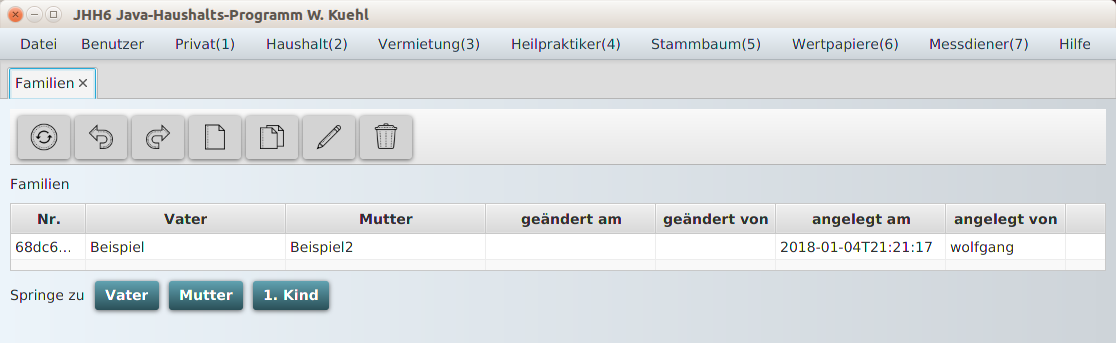 JHH6 Java-Haushalts-Programm W. Kuehl
Datei Benutzer Privat(1) Haushalt(2) Vermietung(3) Heilpraktiker(4) Stammbaum(5) Wertpapiere(6) Messdiener(7) Hilfe
Familien
Familien
Nr. Vater Mutter geändert am geändert von angelegt am angelegt von
68dc6... Beispiel Beispiel2 2018-01-04T21:21:17 wolfgang
Springe zu Vater Mutter 1. Kind